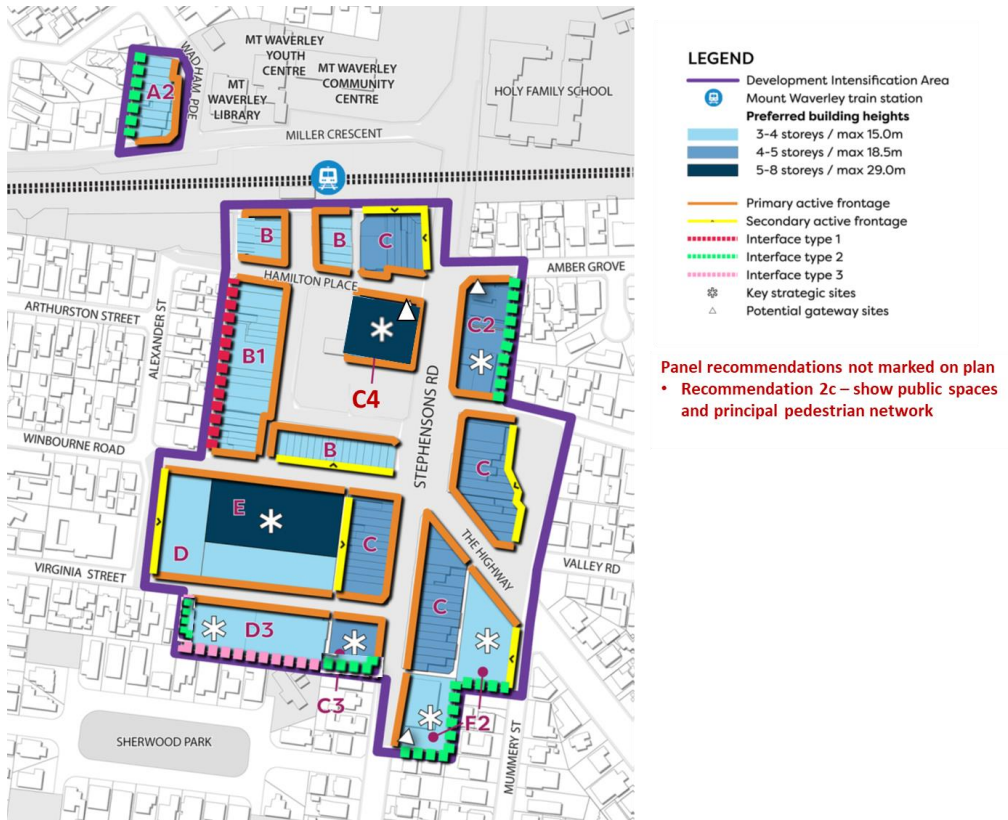 MT WAVERLEY
YOUTH
CENTRE
MT WAVERLEY
COMMUNITY
CENTRE
MT
WAVERLEY
LIBRARY
HOLY FAMILY SCHOOL
WADHAM PDE
A2
MILLER CRESCENT
B
B
C
HAMILTON PLACE
AMBER GROVE
ARTHURSTON STREET
ALEXANDER ST
B1
C2
C4
STEPHENSONS RD
WINBOURNE ROAD
B
C
E
D
C
THE HIGHWAY
VALLEY RD
VIRGINIA STREET
C
D3
C3
F2
SHERWOOD PARK
MUMMERY ST
LEGEND
Development Intensification Area
Mount Waverley train station
Preferred building heights
3-4 storeys / max 15.0m
4-5 storeys / max 18.5m
5-8 storeys / max 29.0m
Primary active frontage
Secondary active frontage
Interface type 1
Interface type 2
Interface type 3
Key strategic sites
Potential gateway sites
Panel recommendations not marked on plan
• Recommendation 2c – show public spaces
and principal pedestrian network